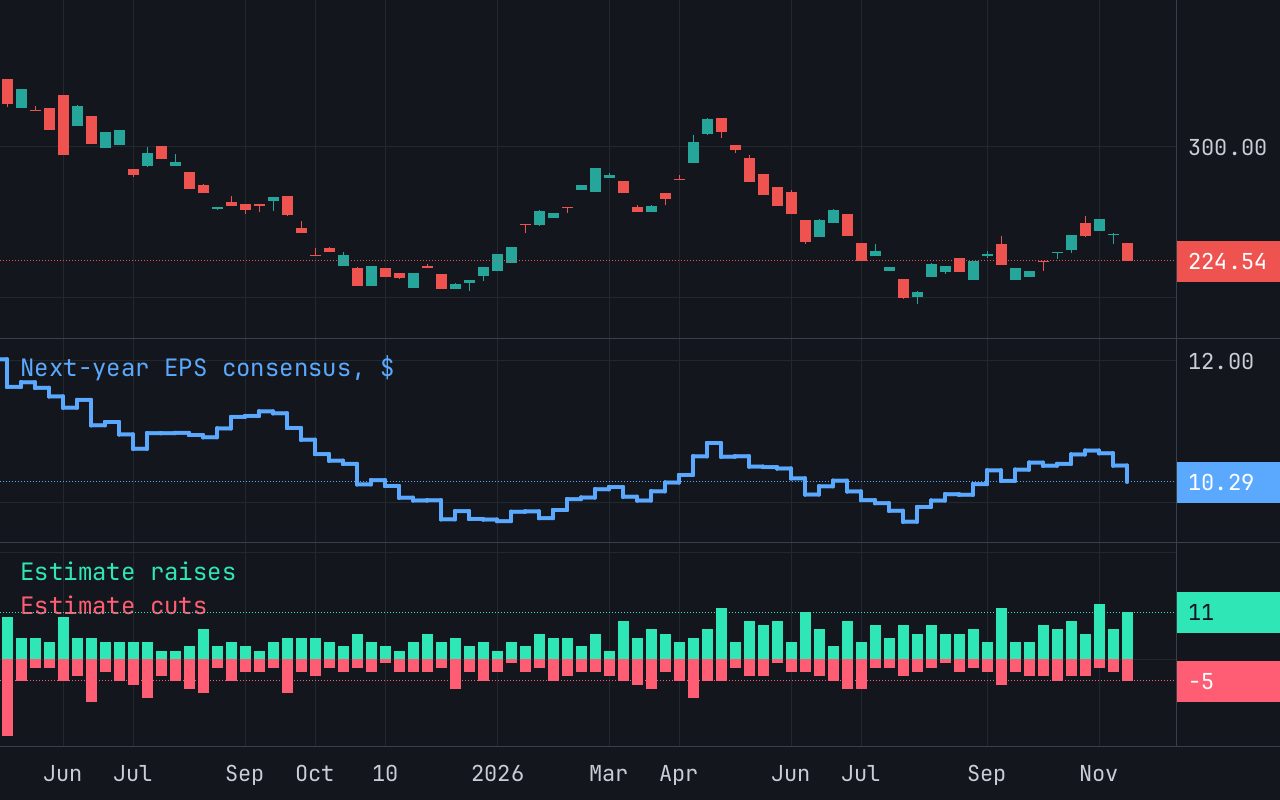 300.00
224.54
Next-year EPS consensus, $
12.00
10.29
Estimate raises
Estimate cuts
11
-5
Jun Jul Sep Oct 10 2026 Mar Apr Jun Jul Sep Nov